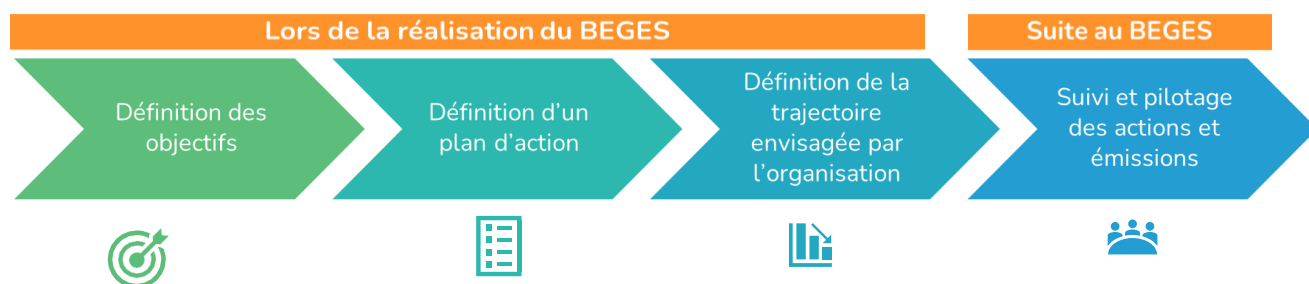 Lors de la réalisation du BEGES
Suite au BEGES
Définition des
objectifs
Définition d’un
plan d’action
Définition de la
trajectoire
envisagée par
l’organisation
Suivi et pilotage
des actions et
émissions